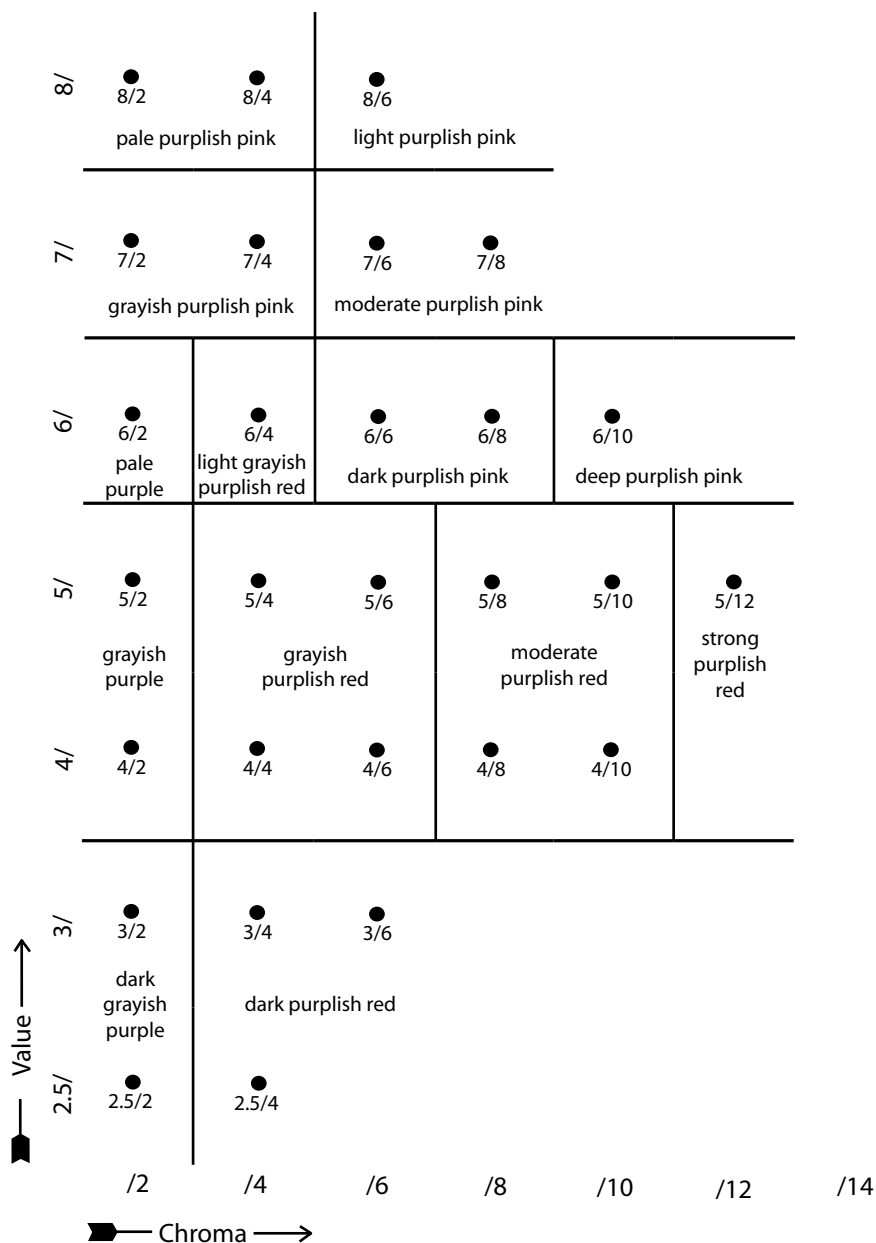 8/
8/2 8/4 8/6
pale purplish pink light purplish pink
7/
7/2 7/4 7/6 7/8
grayish purplish pink moderate purplish pink
6/
6/2 6/4 6/6 6/8 6/10
pale
purple
light grayish
purplish red
dark purplish pink deep purplish pink
5/
5/2 5/4 5/6 5/8 5/10 5/12
grayish
purple
grayish
purplish red
moderate
purplish red
strong
purplish
red
4/
4/2 4/4 4/6 4/8 4/10
3/
3/2 3/4 3/6
dark
grayish
purple
dark purplish red
2.5/
2.5/2 2.5/4
Value
/2 /4 /6 /8 /10 /12 /14
Chroma